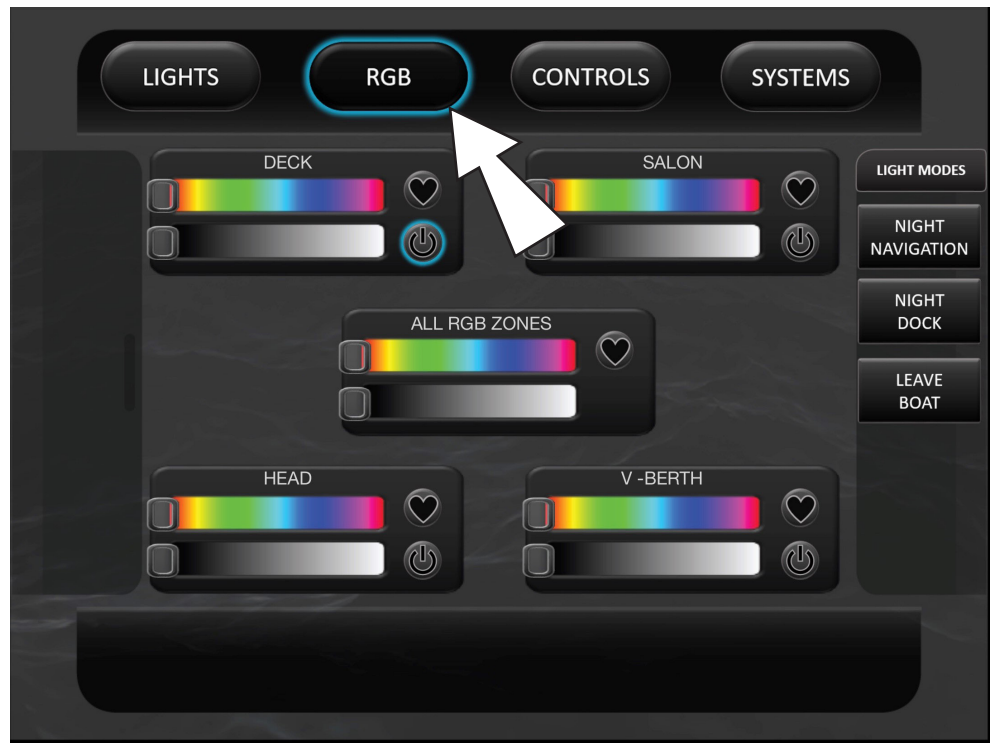 LIGHTS
RGB
CONTROLS
SYSTEMS
DECK
SALON
LIGHT MODES
NIGHT
NAVIGATION
NIGHT
DOCK
LEAVE
BOAT
ALL RGB ZONES
HEAD
V -BERTH